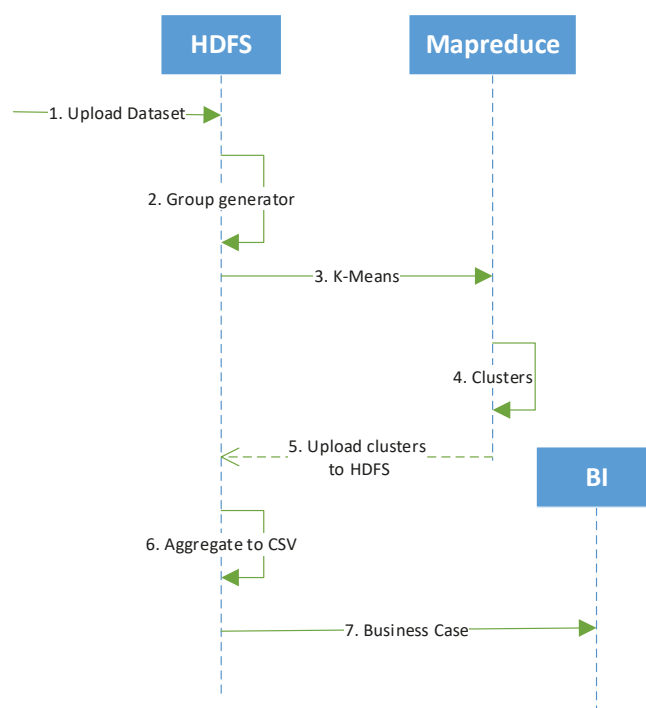 HDFS
Mapreduce
1. Upload Dataset
2. Group generator
3. K-Means
4. Clusters
5. Upload clusters
to HDFS
BI
6. Aggregate to CSV
7. Business Case